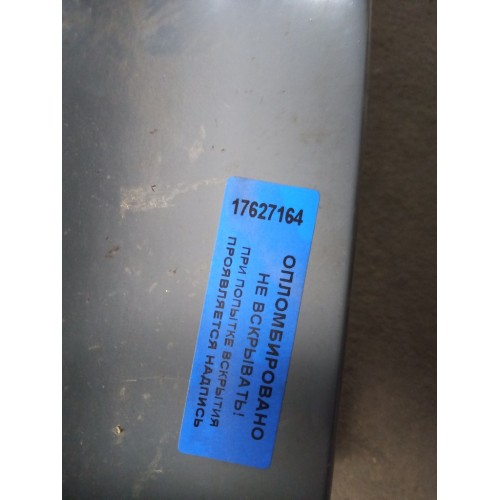 17627164
ОПЛОМБИРОВАНО
НЕ ВСКРЫВАТЬ!
ПРИ ПОПЫТКЕ ВСКРЫТИЯ
ПРОЯВЛЯЕТСЯ НАДПИСЬ